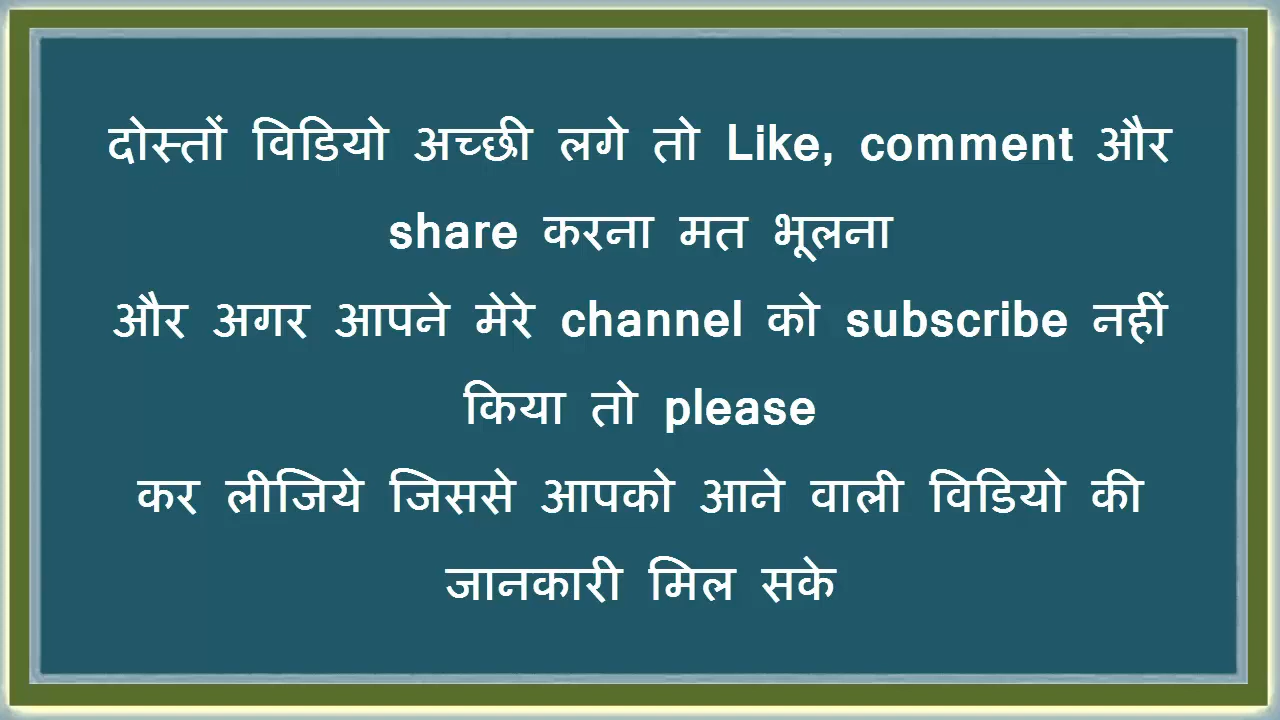 दोस्तों विडियो अच्छी लगे तो Like, comment और
share करना मत भूलना
और अगर आपने मेरे channel को subscribe नहीं
किया तो please
कर लीजिये जिससे आपको आने वाली विडियो की
जानकारी मिल सके